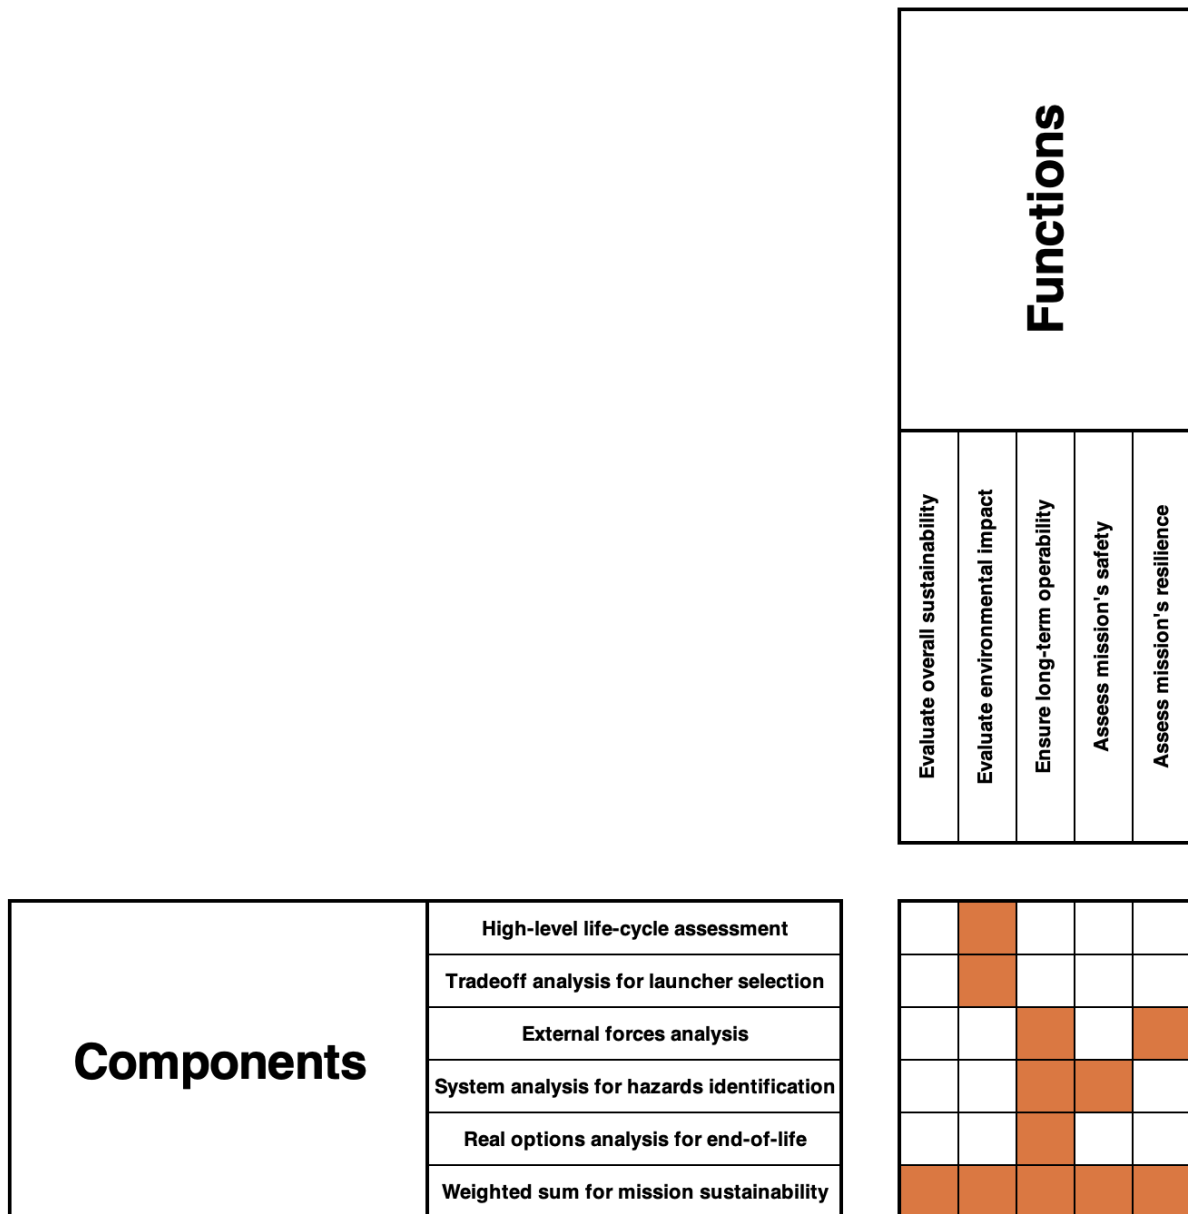 Functions
Evaluate overall sustainability
Evaluate environmental impact
Ensure long-term operability
Assess mission's safety
Assess mission's resilience
Components
High-level life-cycle assessment
Tradeoff analysis for launcher selection
External forces analysis
System analysis for hazards identification
Real options analysis for end-of-life
Weighted sum for mission sustainability